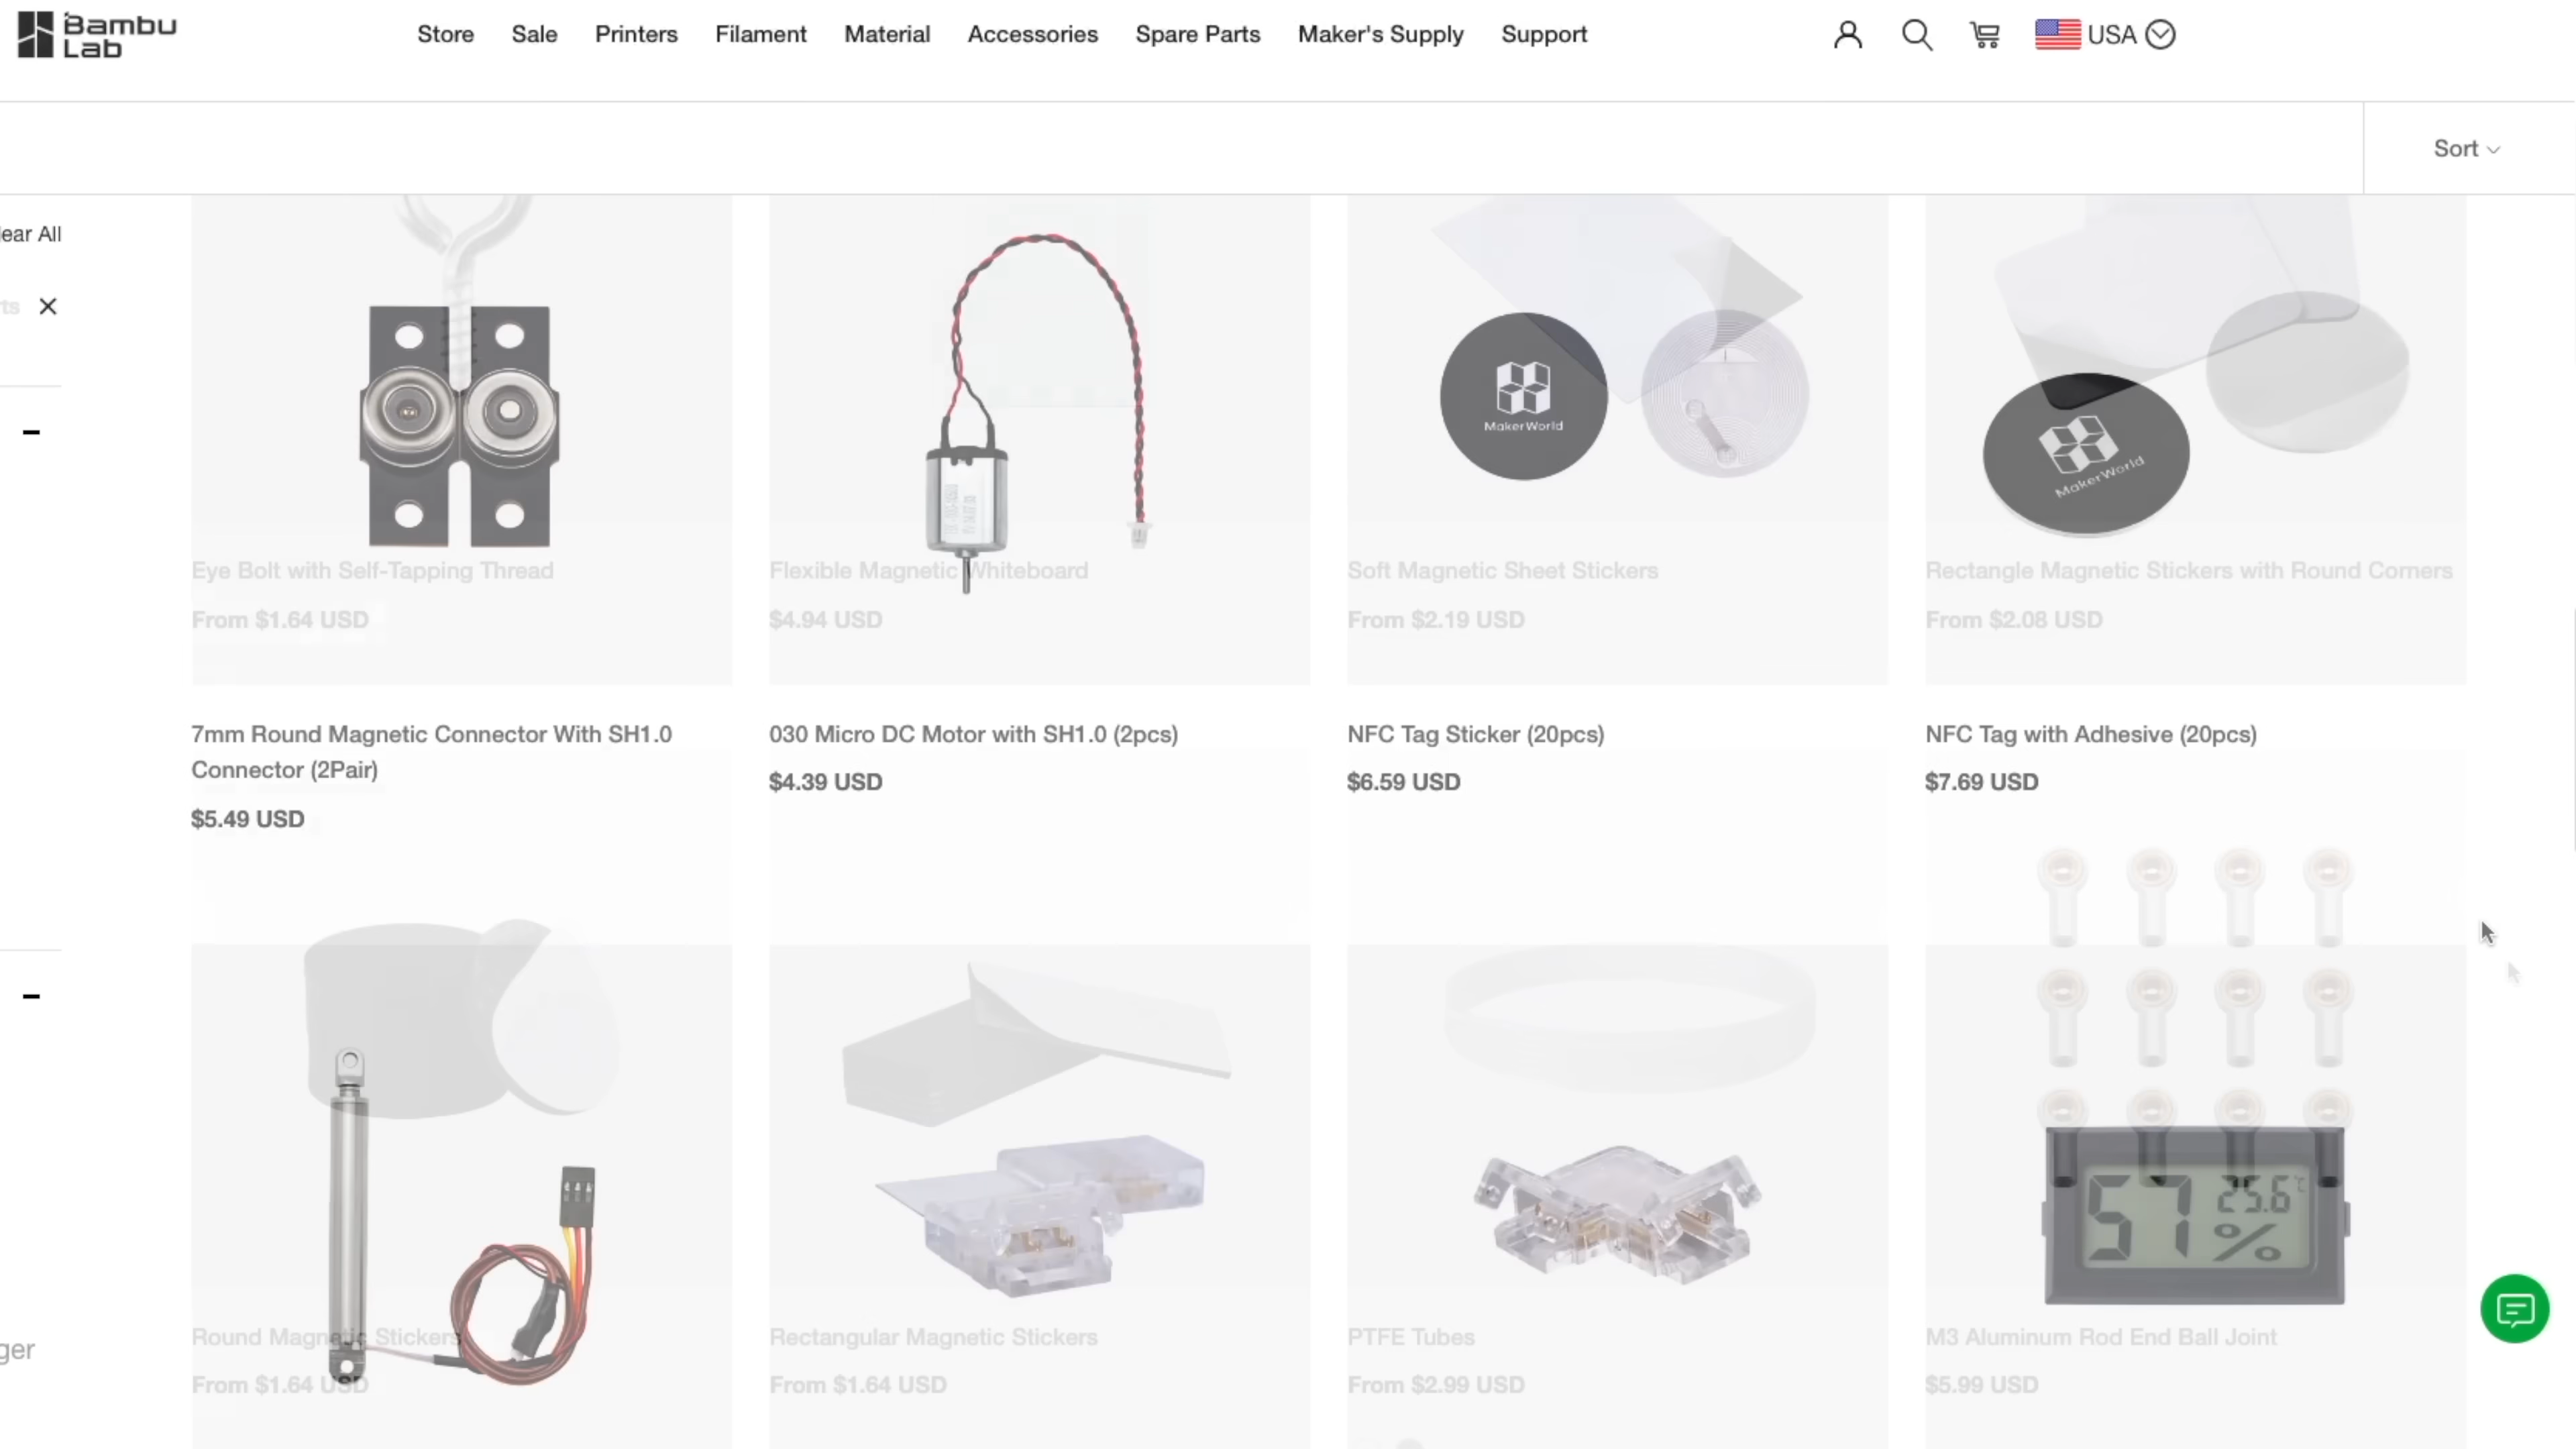 Bambu
Lab
Store
Sale
Printers
Filament
Material
Accessories
Spare Parts
Maker's Supply
Support
USA
Sort
ear All
ts
MakerWorld
MakerWorld
Eye Bolt with Self-Tapping Thread
From $1.64 USD
Flexible Magnetic Whiteboard
$4.94 USD
Soft Magnetic Sheet Stickers
From $2.19 USD
Rectangle Magnetic Stickers with Round Corners
From $2.08 USD
7mm Round Magnetic Connector With SH1.0
Connector (2Pair)
$5.49 USD
030 Micro DC Motor with SH1.0 (2pcs)
$4.39 USD
NFC Tag Sticker (20pcs)
$6.59 USD
NFC Tag with Adhesive (20pcs)
$7.69 USD
57 %
25.6 °C
ger
Round Magnetic Stickers
From $1.64 USD
Rectangular Magnetic Stickers
From $1.64 USD
PTFE Tubes
From $2.99 USD
M3 Aluminum Rod End Ball Joint
$5.99 USD